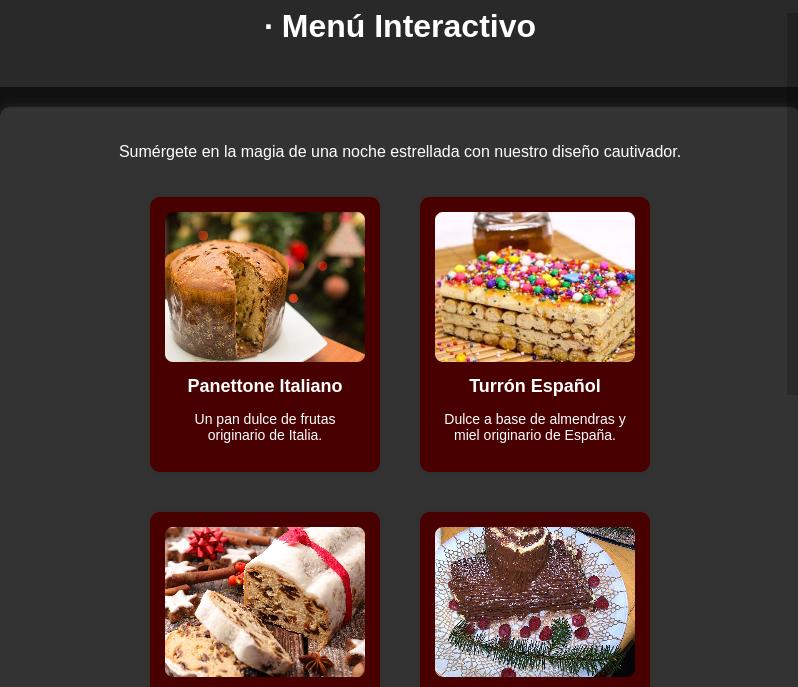 · Menú Interactivo
Sumérgete en la magia de una noche estrellada con nuestro diseño cautivador.
Panettone Italiano
Un pan dulce de frutas
originario de Italia.
Turrón Español
Dulce a base de almendras y
miel originario de España.